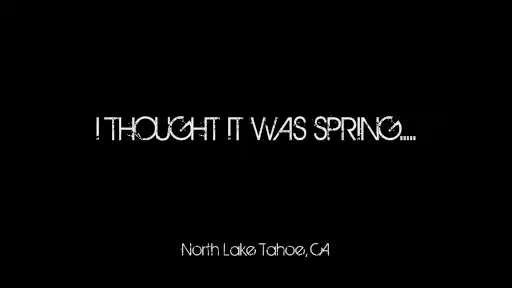 I THOUGHT IT WAS SPRING.....
North Lake Tahoe, CA